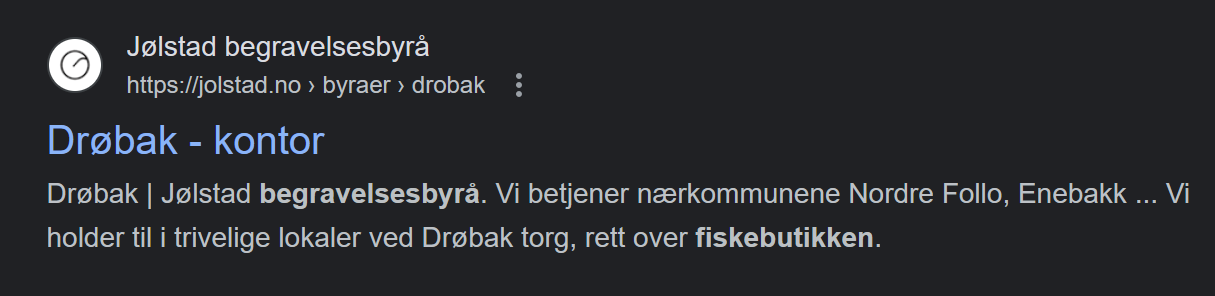 Jølstad begravelsesbyrå
https://jolstad.no › byraer › drobak
Drøbak - kontor
Drøbak | Jølstad begravelsesbyrå. Vi betjener nærkommunene Nordre Follo, Enebakk ... Vi
holder til i trivelige lokaler ved Drøbak torg, rett over fiskebutikken.